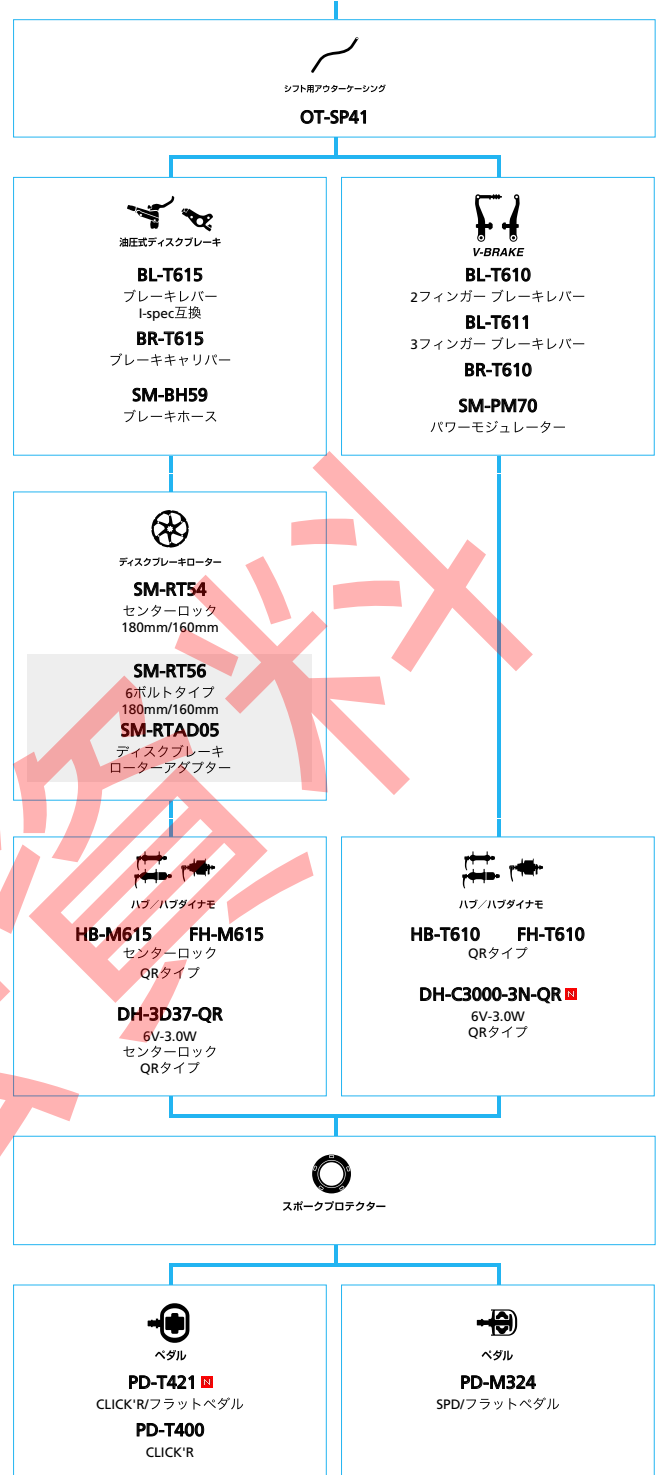 シフト用アウターケーシング
OT-SP41
油圧式ディスクブレーキ
BL-T615
ブレーキレバー
I-spec互換
BR-T615
ブレーキキャリパー
SM-BH59
ブレーキホース
V-BRAKE
BL-T610
2フィンガー ブレーキレバー
BL-T611
3フィンガー ブレーキレバー
BR-T610
SM-PM70
パワーモジュレーター
ディスクブレーキローター
SM-RT54
センターロック
180mm/160mm
SM-RT56
6ボルトタイプ
180mm/160mm
SM-RTAD05
ディスクブレーキ
ローターアダプター
ハブ/ハブダイナモ
HB-M615 FH-M615
センターロック
QRタイプ
DH-3D37-QR
6V-3.0W
センターロック
QRタイプ
ハブ/ハブダイナモ
HB-T610 FH-T610
QRタイプ
DH-C3000-3N-QR N
6V-3.0W
QRタイプ
スポークプロテクター
ペダル
PD-T421 N
CLICK'R/フラットペダル
PD-T400
CLICK'R
ペダル
PD-M324
SPD/フラットペダル
資料